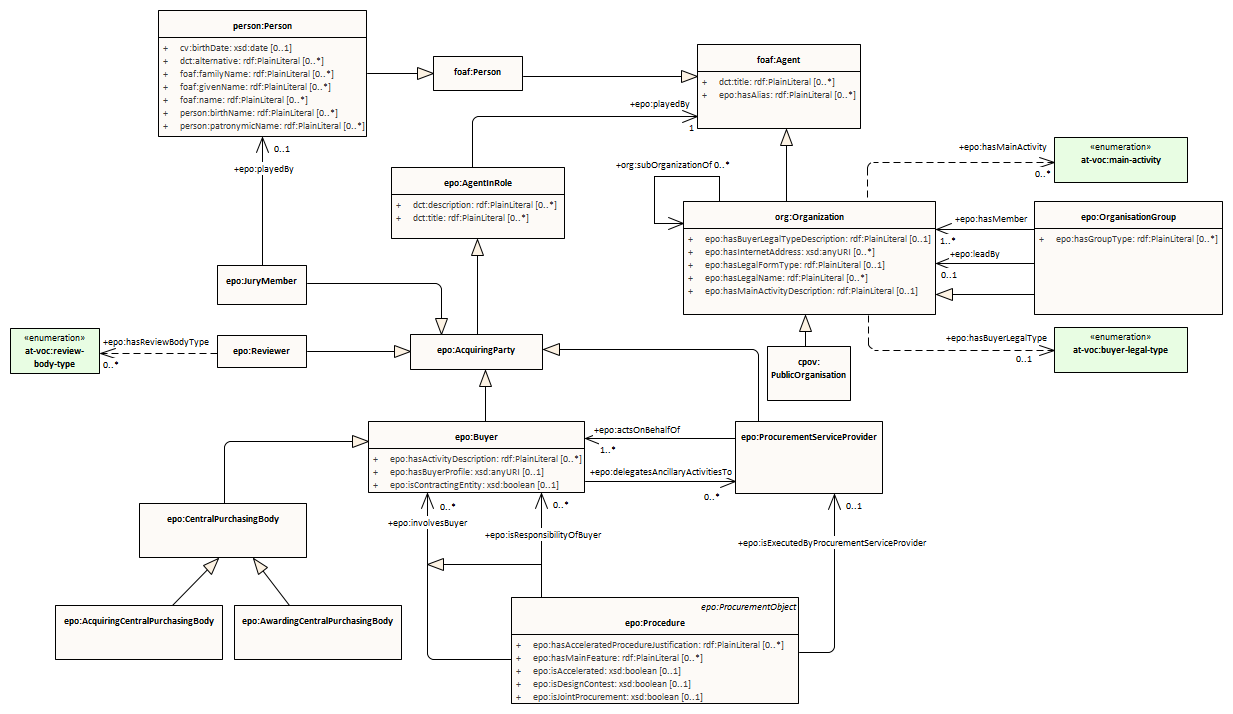 person:Person
+ cv:birthDate: xsd:date [0..1]
+ dct:alternative: rdf:PlainLiteral [0..*]
+ foaf:familyName: rdf:PlainLiteral [0..*]
+ foaf:givenName: rdf:PlainLiteral [0..*]
+ foaf:name: rdf:PlainLiteral [0..*]
+ person:birthName: rdf:PlainLiteral [0..*]
+ person:patronymicName: rdf:PlainLiteral [0..*]
foaf:Person
foaf:Agent
+ dct:title: rdf:PlainLiteral [0..*]
+ epo:hasAlias: rdf:PlainLiteral [0..*]
+epo:playedBy
1
0..1
+epo:playedBy
epo:AgentInRole
+ dct:description: rdf:PlainLiteral [0..*]
+ dct:title: rdf:PlainLiteral [0..*]
+org:subOrganizationOf 0..*
+epo:hasMainActivity
0..*
«enumeration»
at-voc:main-activity
org:Organization
+ epo:hasBuyerLegalTypeDescription: rdf:PlainLiteral [0..1]
+ epo:hasInternetAddress: xsd:anyURI [0..*]
+ epo:hasLegalFormType: rdf:PlainLiteral [0..1]
+ epo:hasLegalName: rdf:PlainLiteral [0..*]
+ epo:hasMainActivityDescription: rdf:PlainLiteral [0..1]
+epo:hasMember
1..*
+epo:leadBy
0..1
epo:OrganisationGroup
+ epo:hasGroupType: rdf:PlainLiteral [0..*]
epo:JuryMember
«enumeration»
at-voc:review-
body-type
+epo:hasReviewBodyType
0..*
epo:Reviewer
epo:AcquiringParty
cpov:
PublicOrganisation
+epo:hasBuyerLegalType
0..1
«enumeration»
at-voc:buyer-legal-type
epo:Buyer
+ epo:hasActivityDescription: rdf:PlainLiteral [0..*]
+ epo:hasBuyerProfile: xsd:anyURI [0..1]
+ epo:isContractingEntity: xsd:boolean [0..1]
+epo:actsOnBehalfOf
1..*
+epo:delegatesAncillaryActivitiesTo
0..*
epo:ProcurementServiceProvider
epo:CentralPurchasingBody
0..*
+epo:involvesBuyer
0..*
+epo:isResponsibilityOfBuyer
0..1
+epo:isExecutedByProcurementServiceProvider
epo:AcquiringCentralPurchasingBody
epo:AwardingCentralPurchasingBody
epo:ProcurementObject
epo:Procedure
+ epo:hasAcceleratedProcedureJustification: rdf:PlainLiteral [0..*]
+ epo:hasMainFeature: rdf:PlainLiteral [0..*]
+ epo:isAccelerated: xsd:boolean [0..1]
+ epo:isDesignContest: xsd:boolean [0..1]
+ epo:isJointProcurement: xsd:boolean [0..1]